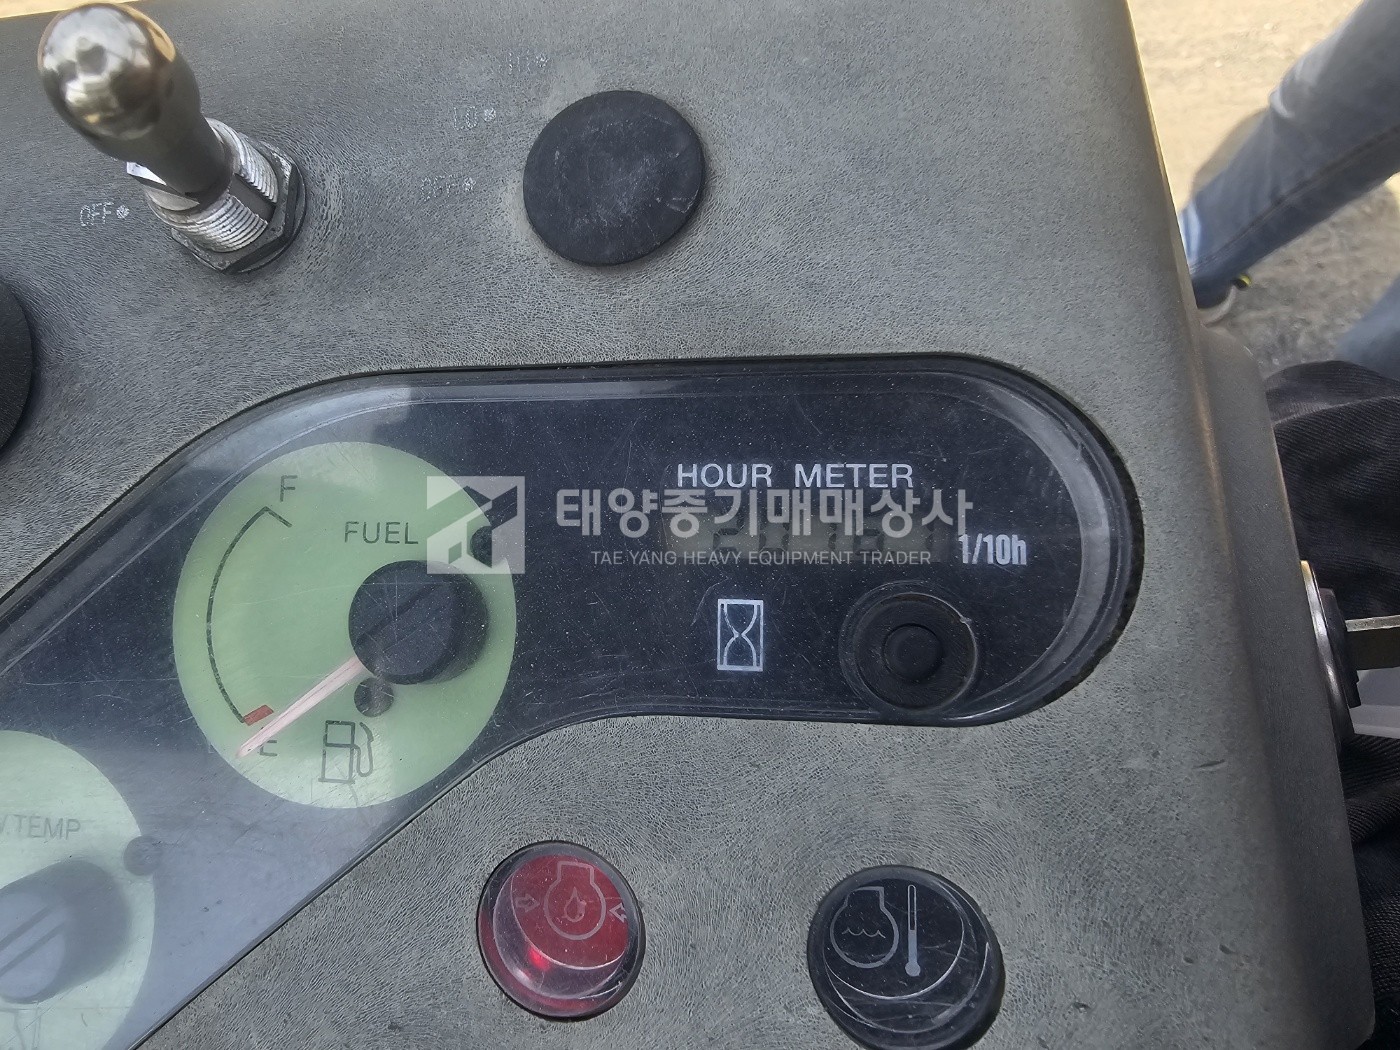 OFF
LO
F
FUEL
HOUR METER
태양중기매매상사
TAE YANG HEAVY EQUIPMENT TRADER
1/10h
E
TEMP